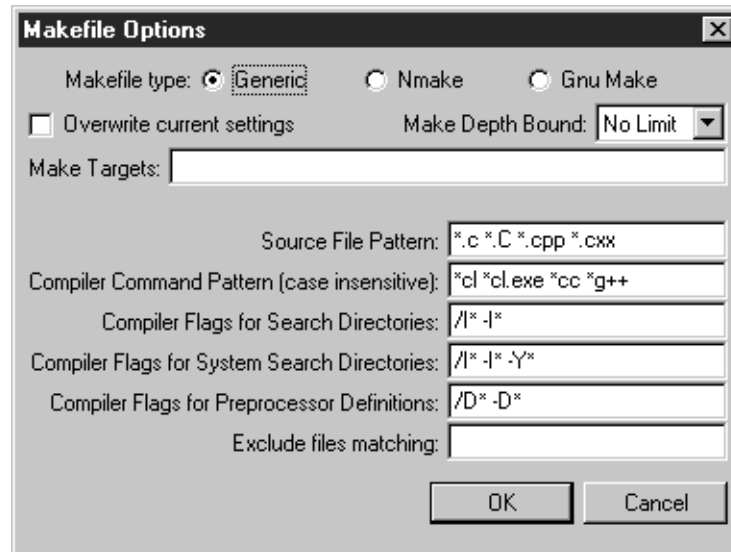 Makefile Options
Makefile type: Generic Nmake Gnu Make
Overwrite current settings Make Depth Bound: No Limit
Make Targets:
Source File Pattern: *.c *.C *.cpp *.cxx
Compiler Command Pattern (case insensitive): *cl *cl.exe *cc *g++
Compiler Flags for Search Directories: /I* -I*
Compiler Flags for System Search Directories: /I* -I* -Y*
Compiler Flags for Preprocessor Definitions: /D* -D*
Exclude files matching:
OK Cancel